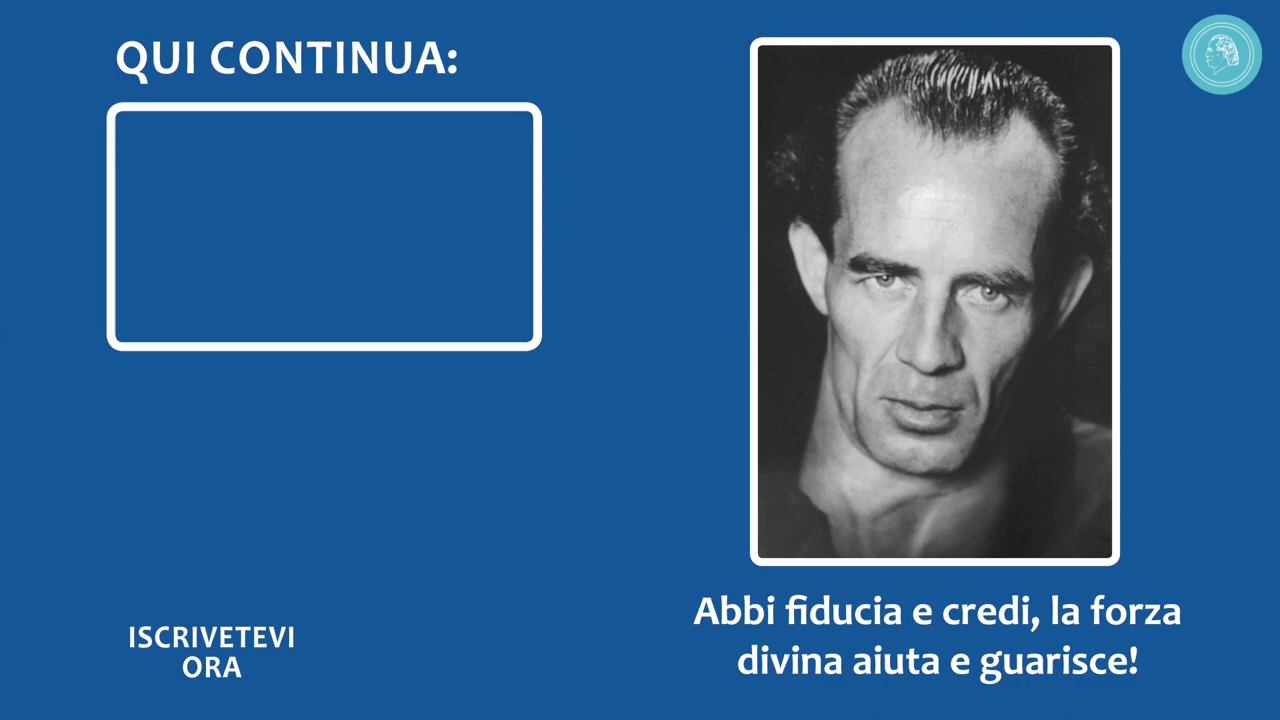 QUI CONTINUA:
ISCRIVETEVI
ORA
Abbi fiducia e credi, la forza
divina aiuta e guarisce!